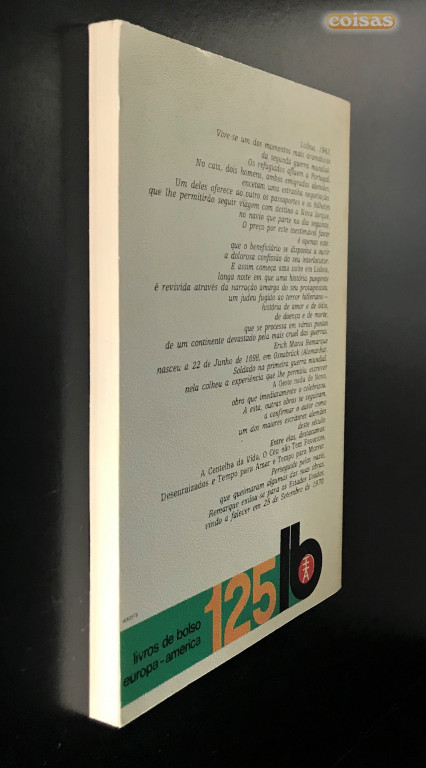 coisas
Lisboa, 1942.
Vive-se um dos momentos mais dramáticos
da segunda guerra mundial.
Os refugiados afluem a Portugal.
No cais, dois homens, ambos emigrados alemães,
encetam uma estranha negociação.
Um deles oferece ao outro os passaportes e os bilhetes
que lhe permitirão seguir viagem com destino a Nova Iorque,
no navio que parte no dia seguinte.
O preço por este inestimável favor
é apenas este:
que o beneficiário se disponha a ouvir
a dolorosa confissão do seu interlocutor.
E assim começa uma noite em Lisboa,
longa noite em que uma história pungente
é revivida através da narração amarga do seu protagonista,
um judeu fugido ao terror hitleriano —
história de amor e de ódio,
de doença e de morte,
que se processa em vários pontos
de um continente devastado pela mais cruel das guerras.
Erich Maria Remarque
nasceu a 22 de Junho de 1898, em Osnabrück (Alemanha).
Soldado na primeira guerra mundial,
nela colheu a experiência que lhe permitiu escrever
A Oeste nada de Novo,
obra que imediatamente o celebrizou.
A esta, outras obras se seguiram,
a confirmar o autor como
um dos maiores escritores alemães
deste século.
Entre elas, destacamos:
A Centelha da Vida, O Céu não Tem Favoritos,
Desenraizados e Tempo para Amar e Tempo para Morrer.
Perseguido pelos nazis,
que queimaram algumas das suas obras,
Remarque exilou-se para os Estados Unidos,
vindo a falecer em 25 de Setembro de 1970.
livros de bolso
europa-américa
125
lb
EA